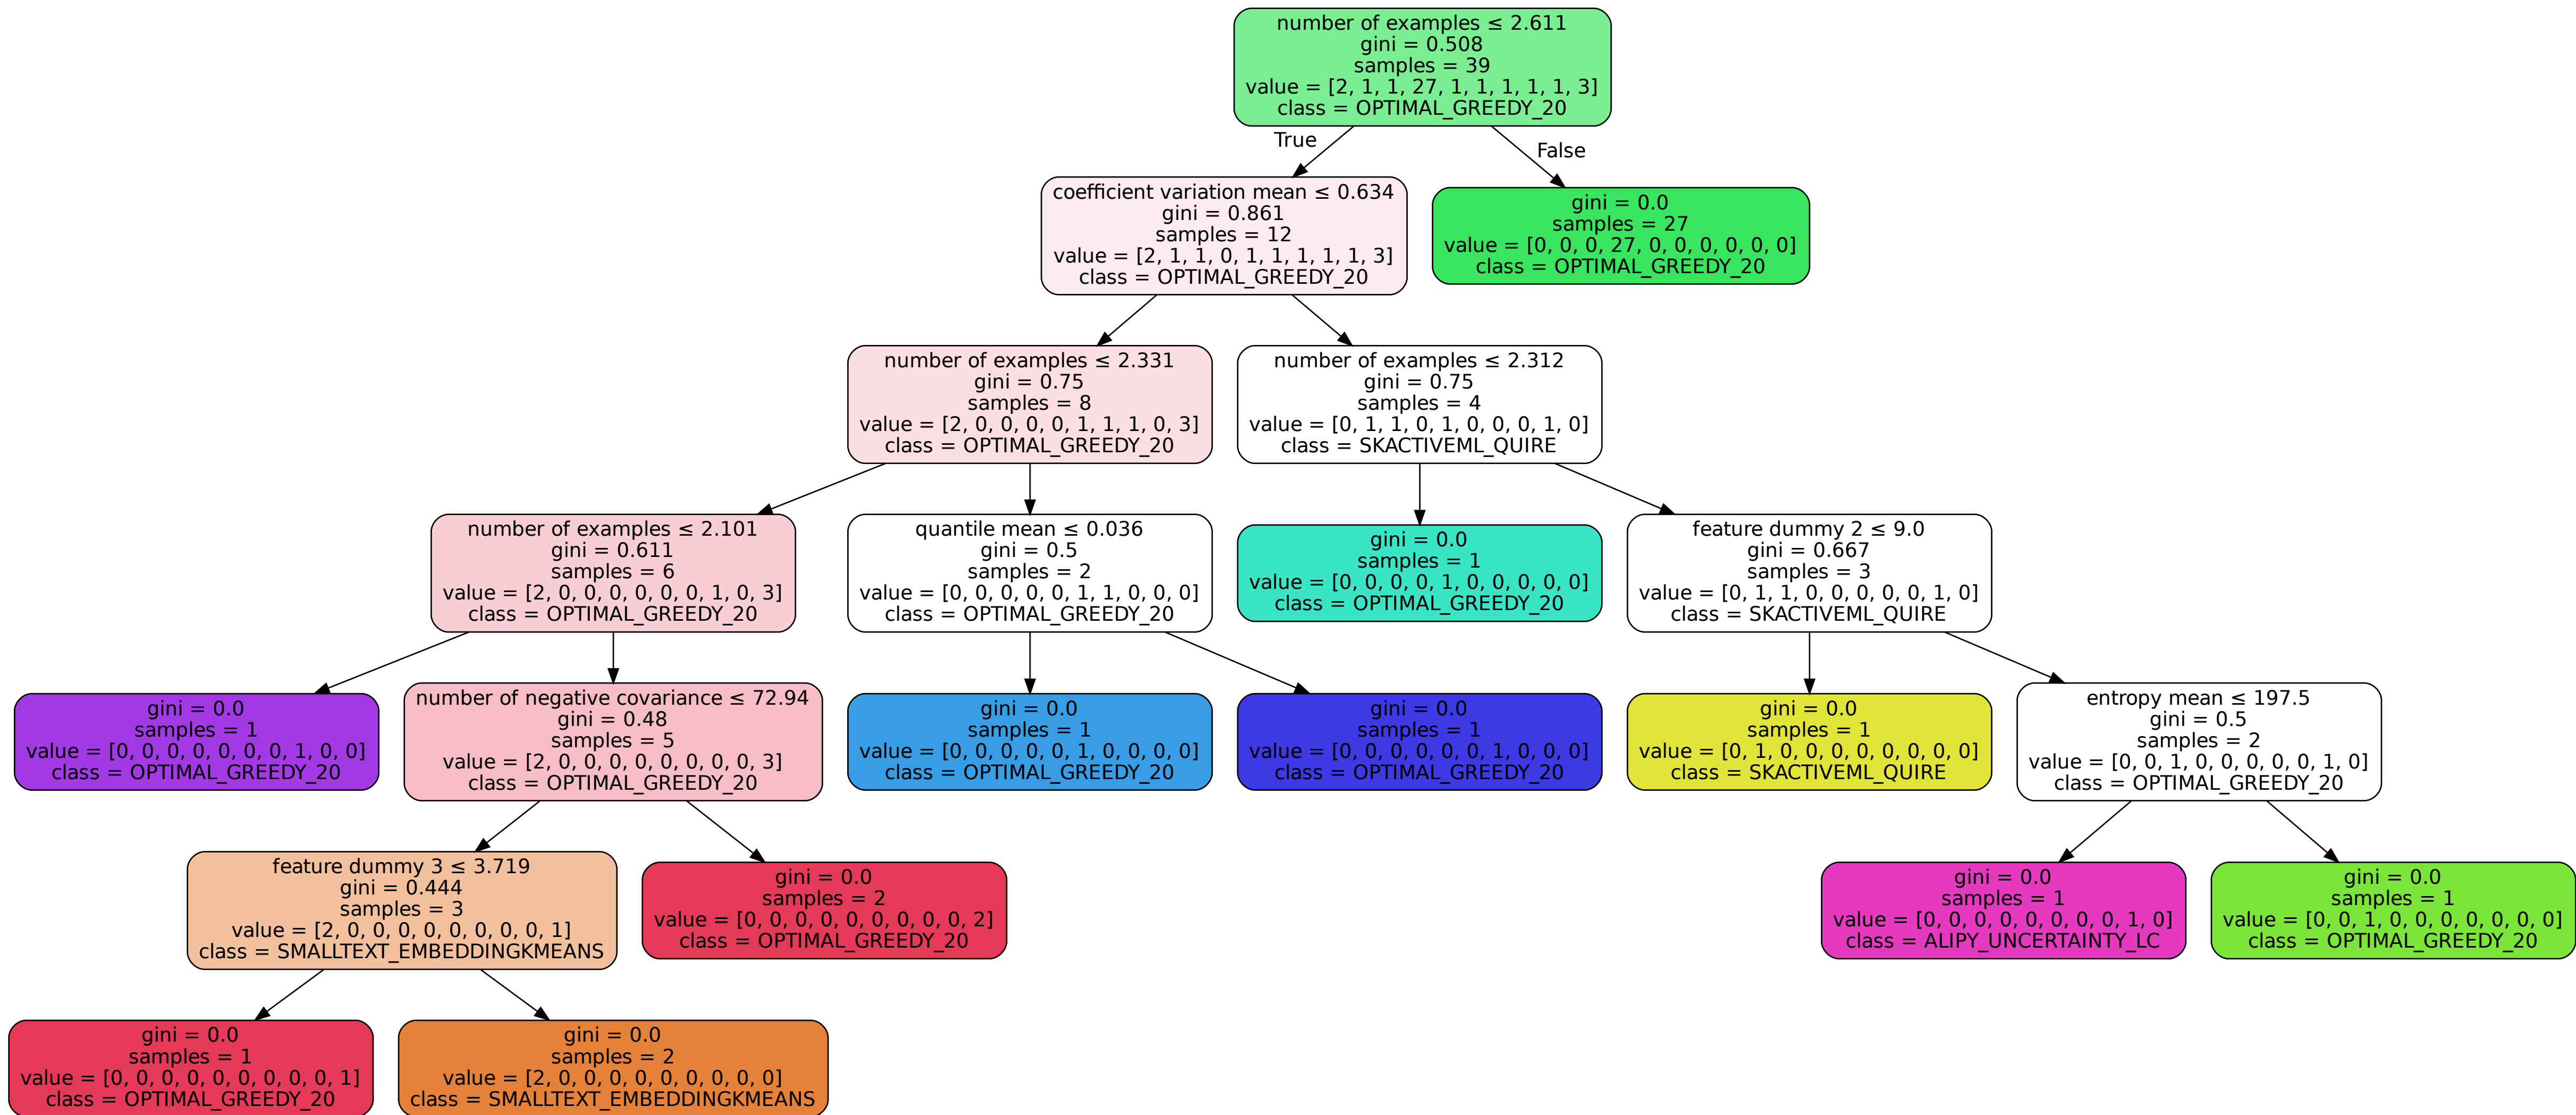 number of examples ≤ 2.611
gini = 0.508
samples = 39
value = [2, 1, 1, 27, 1, 1, 1, 1, 1, 3]
class = OPTIMAL_GREEDY_20
True
False
coefficient variation mean ≤ 0.634
gini = 0.861
samples = 12
value = [2, 1, 1, 0, 1, 1, 1, 1, 1, 3]
class = OPTIMAL_GREEDY_20
gini = 0.0
samples = 27
value = [0, 0, 0, 27, 0, 0, 0, 0, 0, 0]
class = OPTIMAL_GREEDY_20
number of examples ≤ 2.331
gini = 0.75
samples = 8
value = [2, 0, 0, 0, 0, 1, 1, 1, 0, 3]
class = OPTIMAL_GREEDY_20
number of examples ≤ 2.312
gini = 0.75
samples = 4
value = [0, 1, 1, 0, 1, 0, 0, 0, 1, 0]
class = SKACTIVEML_QUIRE
number of examples ≤ 2.101
gini = 0.611
samples = 6
value = [2, 0, 0, 0, 0, 0, 0, 1, 0, 3]
class = OPTIMAL_GREEDY_20
quantile mean ≤ 0.036
gini = 0.5
samples = 2
value = [0, 0, 0, 0, 0, 1, 1, 0, 0, 0]
class = OPTIMAL_GREEDY_20
gini = 0.0
samples = 1
value = [0, 0, 0, 0, 1, 0, 0, 0, 0, 0]
class = OPTIMAL_GREEDY_20
feature dummy 2 ≤ 9.0
gini = 0.667
samples = 3
value = [0, 1, 1, 0, 0, 0, 0, 0, 1, 0]
class = SKACTIVEML_QUIRE
gini = 0.0
samples = 1
value = [0, 0, 0, 0, 0, 0, 0, 1, 0, 0]
class = OPTIMAL_GREEDY_20
number of negative covariance ≤ 72.94
gini = 0.48
samples = 5
value = [2, 0, 0, 0, 0, 0, 0, 0, 0, 3]
class = OPTIMAL_GREEDY_20
gini = 0.0
samples = 1
value = [0, 0, 0, 0, 0, 1, 0, 0, 0, 0]
class = OPTIMAL_GREEDY_20
gini = 0.0
samples = 1
value = [0, 0, 0, 0, 0, 0, 1, 0, 0, 0]
class = OPTIMAL_GREEDY_20
gini = 0.0
samples = 1
value = [0, 1, 0, 0, 0, 0, 0, 0, 0, 0]
class = SKACTIVEML_QUIRE
entropy mean ≤ 197.5
gini = 0.5
samples = 2
value = [0, 0, 1, 0, 0, 0, 0, 0, 1, 0]
class = OPTIMAL_GREEDY_20
feature dummy 3 ≤ 3.719
gini = 0.444
samples = 3
value = [2, 0, 0, 0, 0, 0, 0, 0, 0, 1]
class = SMALLTEXT_EMBEDDINGKMEANS
gini = 0.0
samples = 2
value = [0, 0, 0, 0, 0, 0, 0, 0, 0, 2]
class = OPTIMAL_GREEDY_20
gini = 0.0
samples = 1
value = [0, 0, 0, 0, 0, 0, 0, 0, 1, 0]
class = ALIPY_UNCERTAINTY_LC
gini = 0.0
samples = 1
value = [0, 0, 1, 0, 0, 0, 0, 0, 0, 0]
class = OPTIMAL_GREEDY_20
gini = 0.0
samples = 1
value = [0, 0, 0, 0, 0, 0, 0, 0, 0, 1]
class = OPTIMAL_GREEDY_20
gini = 0.0
samples = 2
value = [2, 0, 0, 0, 0, 0, 0, 0, 0, 0]
class = SMALLTEXT_EMBEDDINGKMEANS